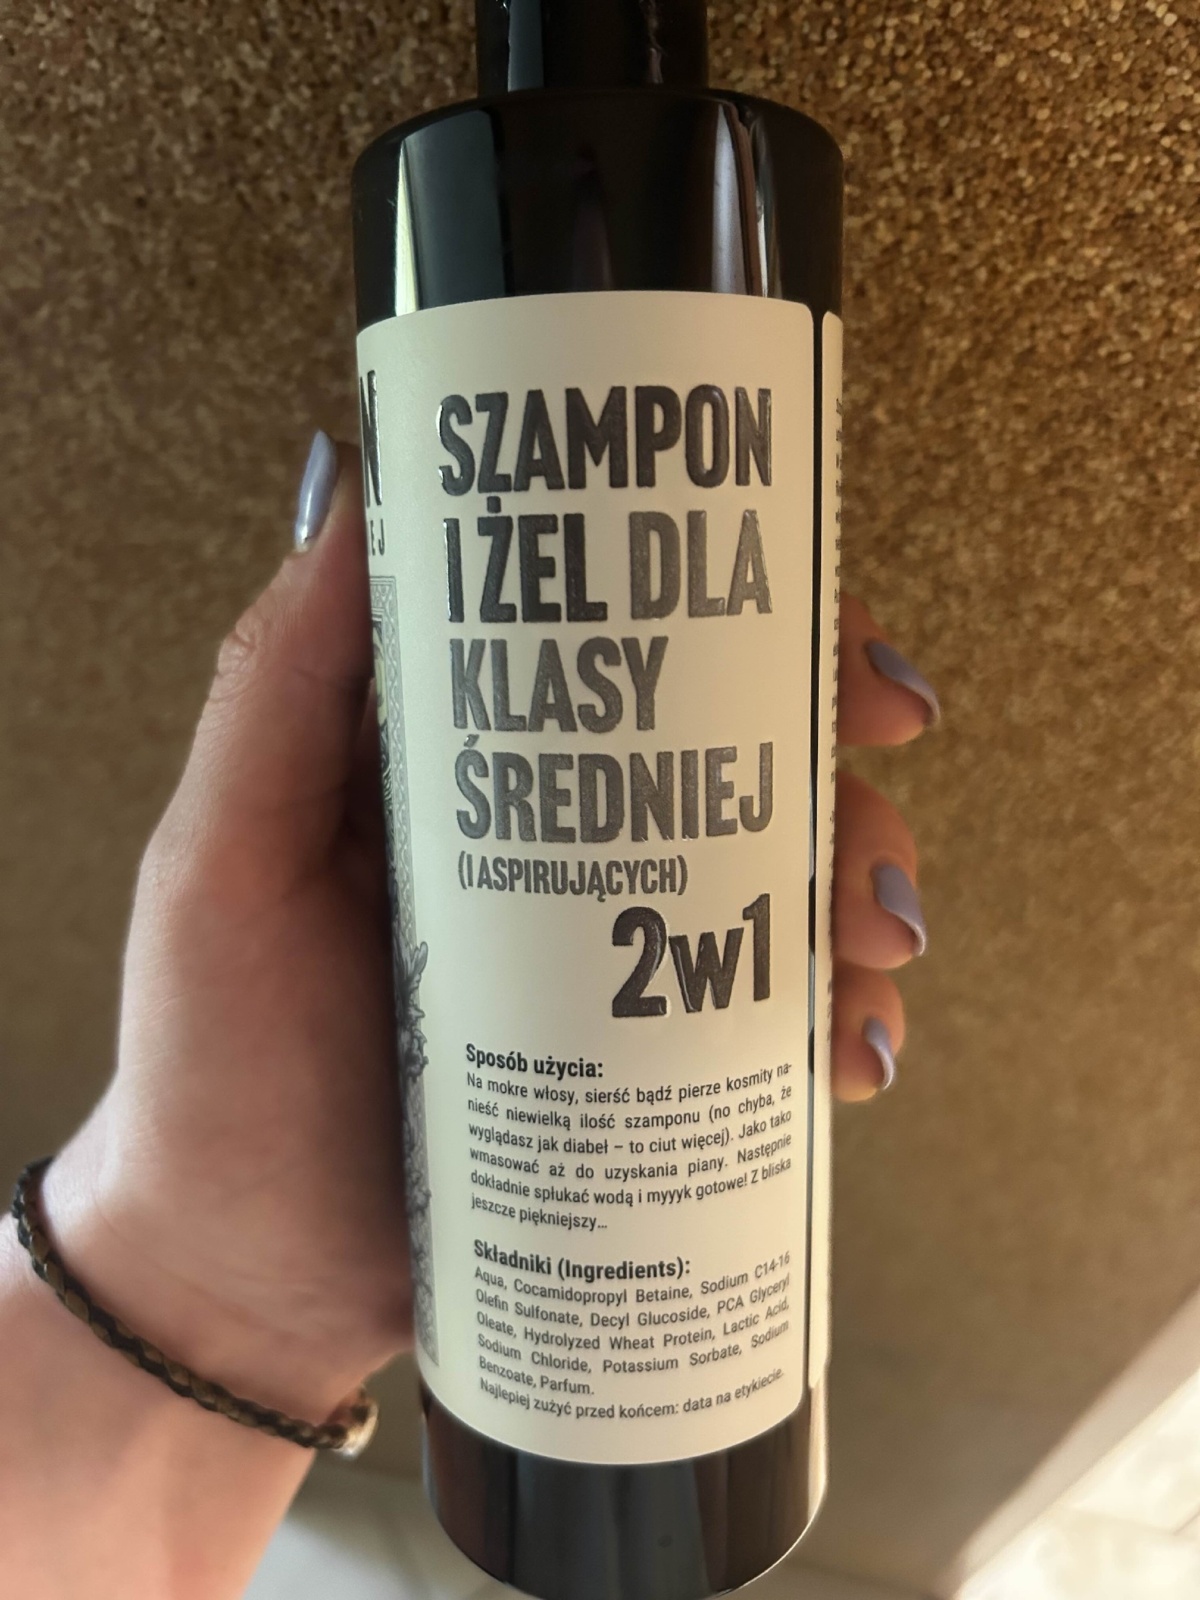 N
EJ
SZAMPON
I ŻEL DLA
KLASY
ŚREDNIEJ
(I ASPIRUJĄCYCH)
2w1
Sposób użycia:
Na mokre włosy, sierść bądź pierze kosmity na-
nieść niewielką ilość szamponu (no chyba, że
wyglądasz jak diabeł – to ciut więcej). Jako tako
wmasować aż do uzyskania piany. Następnie
dokładnie spłukać wodą i myyyk gotowe! Z bliska
jeszcze piękniejszy...
Składniki (Ingredients):
Aqua, Cocamidopropyl Betaine, Sodium C14-16
Olefin Sulfonate, Decyl Glucoside, PCA Glyceryl
Oleate, Hydrolyzed Wheat Protein, Lactic Acid,
Sodium Chloride, Potassium Sorbate, Sodium
Benzoate, Parfum.
Najlepiej zużyć przed końcem: data na etykiecie.